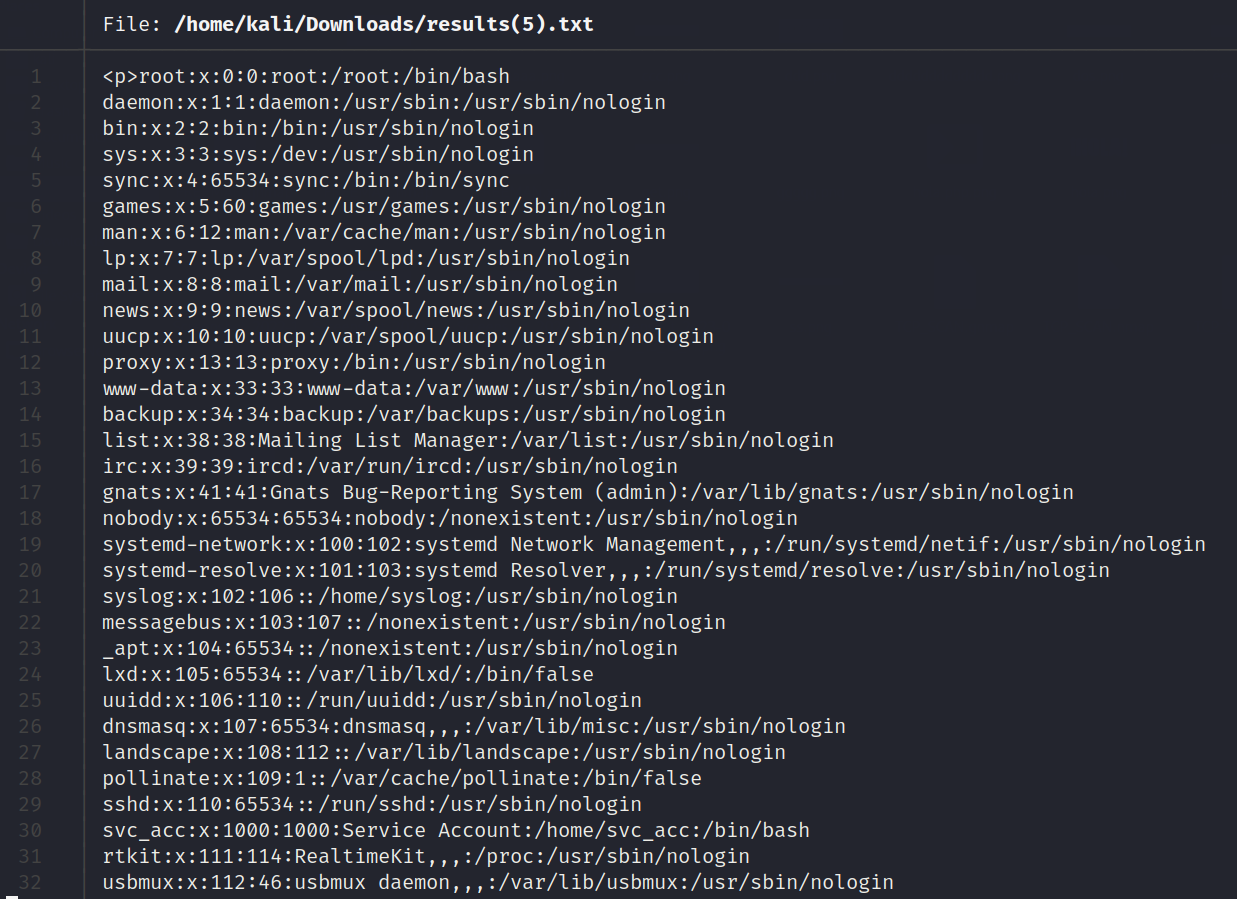 File: /home/kali/Downloads/results(5).txt
1 <p>root:x:0:0:root:/root:/bin/bash
2 daemon:x:1:1:daemon:/usr/sbin:/usr/sbin/nologin
3 bin:x:2:2:bin:/bin:/usr/sbin/nologin
4 sys:x:3:3:sys:/dev:/usr/sbin/nologin
5 sync:x:4:65534:sync:/bin:/bin/sync
6 games:x:5:60:games:/usr/games:/usr/sbin/nologin
7 man:x:6:12:man:/var/cache/man:/usr/sbin/nologin
8 lp:x:7:7:lp:/var/spool/lpd:/usr/sbin/nologin
9 mail:x:8:8:mail:/var/mail:/usr/sbin/nologin
10 news:x:9:9:news:/var/spool/news:/usr/sbin/nologin
11 uucp:x:10:10:uucp:/var/spool/uucp:/usr/sbin/nologin
12 proxy:x:13:13:proxy:/bin:/usr/sbin/nologin
13 www-data:x:33:33:www-data:/var/www:/usr/sbin/nologin
14 backup:x:34:34:backup:/var/backups:/usr/sbin/nologin
15 list:x:38:38:Mailing List Manager:/var/list:/usr/sbin/nologin
16 irc:x:39:39:ircd:/var/run/ircd:/usr/sbin/nologin
17 gnats:x:41:41:Gnats Bug-Reporting System (admin):/var/lib/gnats:/usr/sbin/nologin
18 nobody:x:65534:65534:nobody:/nonexistent:/usr/sbin/nologin
19 systemd-network:x:100:102:systemd Network Management,,,:/run/systemd/netif:/usr/sbin/nologin
20 systemd-resolve:x:101:103:systemd Resolver,,,:/run/systemd/resolve:/usr/sbin/nologin
21 syslog:x:102:106::/home/syslog:/usr/sbin/nologin
22 messagebus:x:103:107::/nonexistent:/usr/sbin/nologin
23 _apt:x:104:65534::/nonexistent:/usr/sbin/nologin
24 lxd:x:105:65534::/var/lib/lxd/:/bin/false
25 uuidd:x:106:110::/run/uuidd:/usr/sbin/nologin
26 dnsmasq:x:107:65534:dnsmasq,,,:/var/lib/misc:/usr/sbin/nologin
27 landscape:x:108:112::/var/lib/landscape:/usr/sbin/nologin
28 pollinate:x:109:1::/var/cache/pollinate:/bin/false
29 sshd:x:110:65534::/run/sshd:/usr/sbin/nologin
30 svc_acc:x:1000:1000:Service Account:/home/svc_acc:/bin/bash
31 rtkit:x:111:114:RealtimeKit,,,:/proc:/usr/sbin/nologin
32 usbmux:x:112:46:usbmux daemon,,,:/var/lib/usbmux:/usr/sbin/nologin